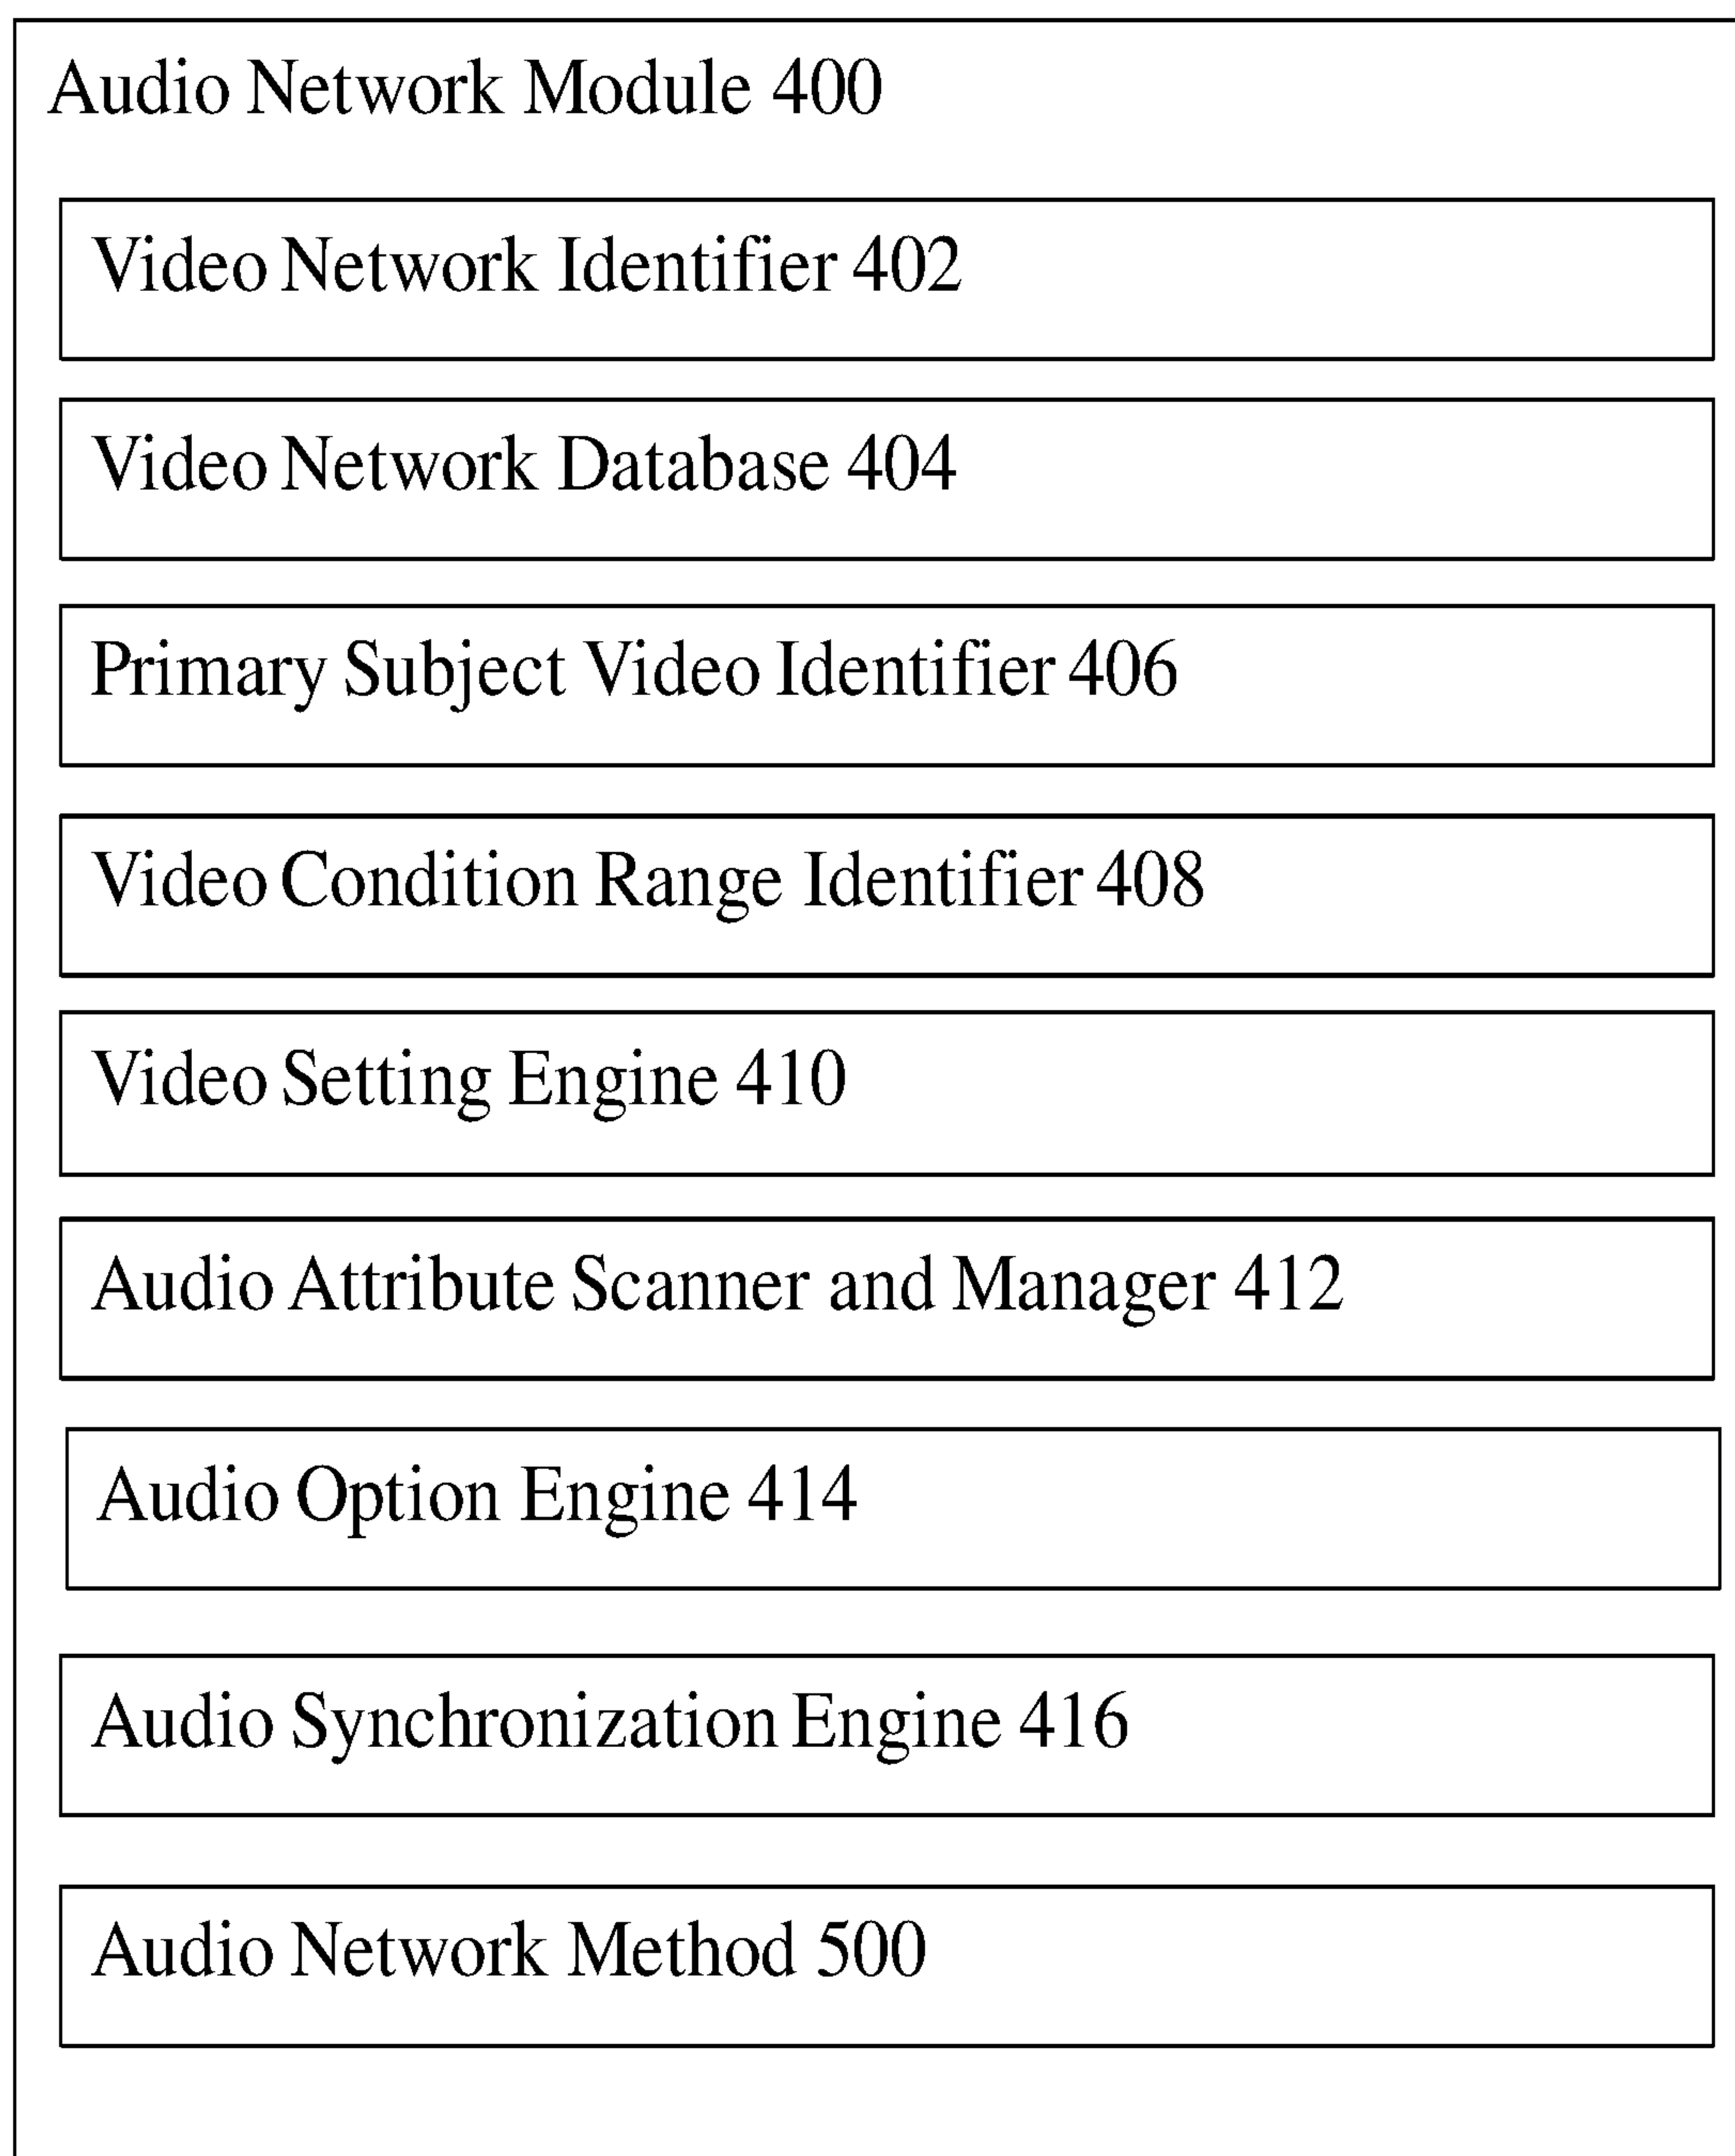 Audio Network Module 400
Video Network Identifier 402
Video Network Database 404
Primary Subject Video Identifier 406
Video Condition Range Identifier 408
Video Setting Engine 410
Audio Attribute Scanner and Manager 412
Audio Option Engine 414
Audio Synchronization Engine 416
Audio Network Method 500